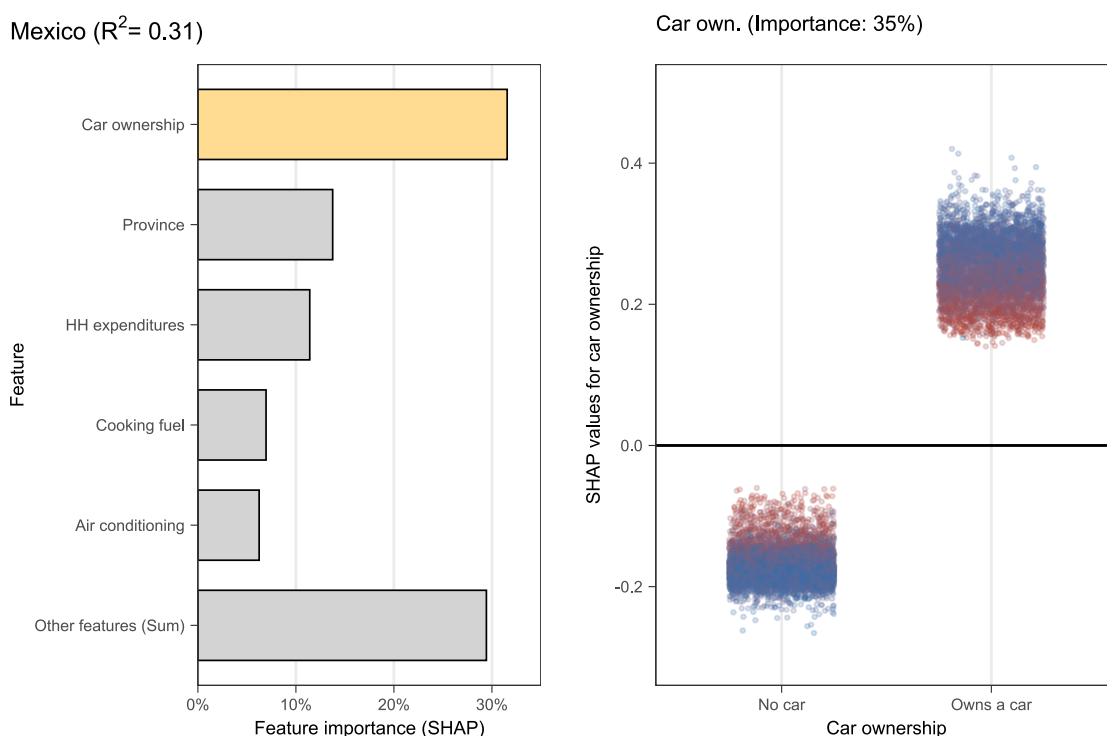 Mexico (R²= 0.31)
Feature
Car ownership
Province
HH expenditures
Cooking fuel
Air conditioning
Other features (Sum)
0% 10% 20% 30%
Feature importance (SHAP)
Car own. (Importance: 35%)
SHAP values for car ownership
0.4
0.2
0.0
-0.2
No car Owns a car
Car ownership